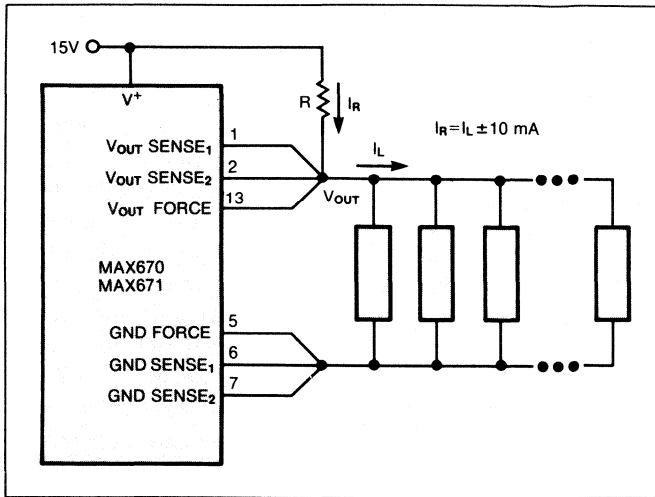 15V
V+
R
IR
IR=IL ± 10 mA
VOUT SENSE1
1
IL
VOUT SENSE2
2
VOUT FORCE
13
VOUT
MAX670
MAX671
GND FORCE
5
GND SENSE1
6
GND SENSE2
7